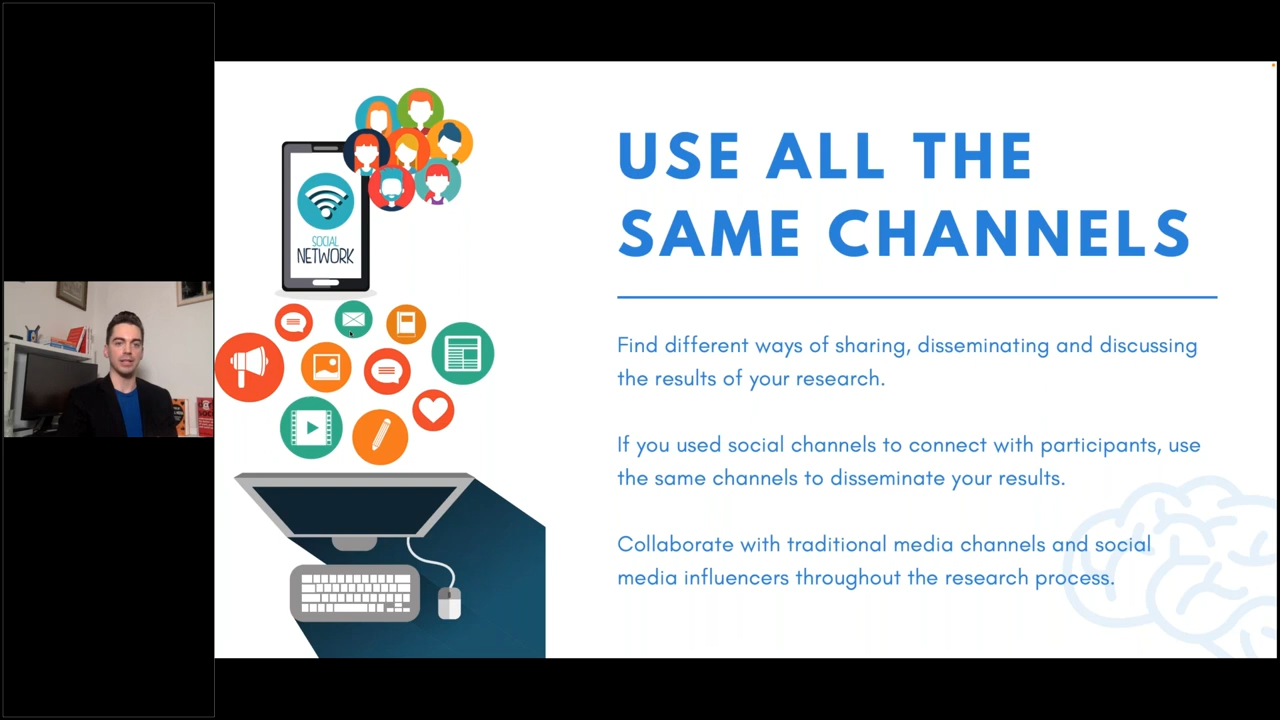 USE ALL THE
SAME CHANNELS
SOCIAL
NETWORK
Find different ways of sharing, disseminating and discussing
the results of your research.
If you used social channels to connect with participants, use
the same channels to disseminate your results.
Collaborate with traditional media channels and social
media influencers throughout the research process.